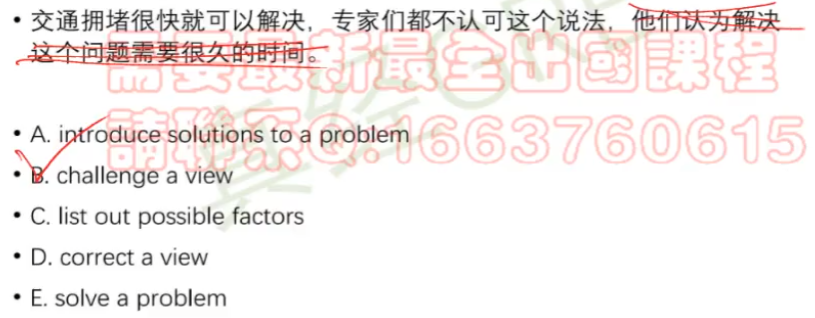 • 交通拥堵很快就可以解决，专家们都不认可这个说法，他们认为解决
这个问题需要很久的时间。
需要最新最全出國課程
請聯系Q:1663760615
• A. introduce solutions to a problem
• B. challenge a view
• C. list out possible factors
• D. correct a view
• E. solve a problem